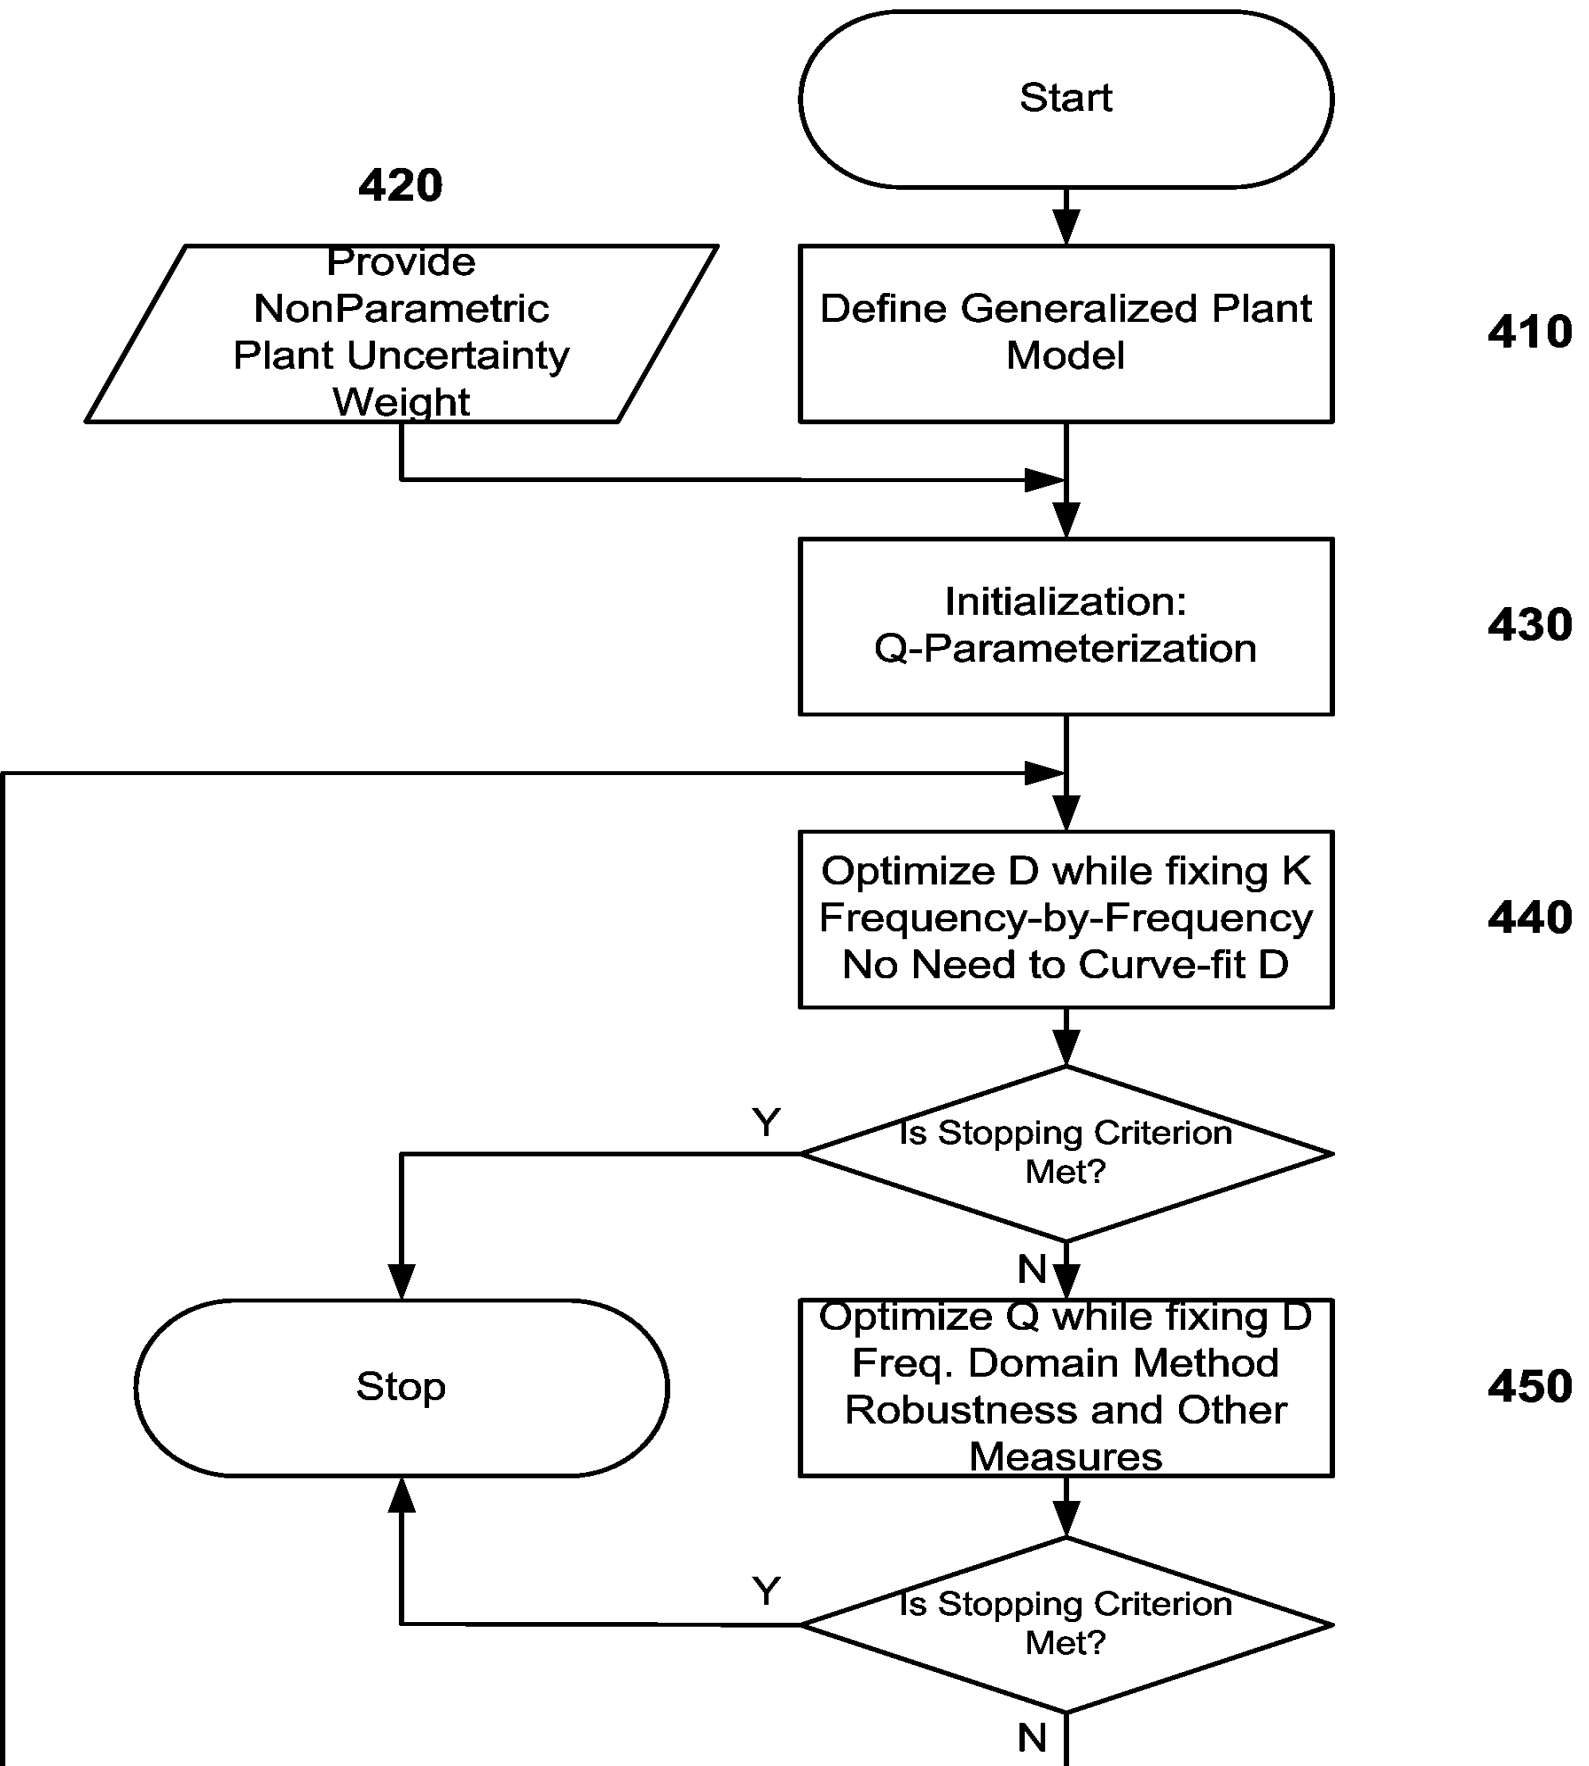 Start
420
Provide
NonParametric
Plant Uncertainty
Weight
Define Generalized Plant
Model
410
Initialization:
Q-Parameterization
430
Optimize D while fixing K
Frequency-by-Frequency
No Need to Curve-fit D
440
Y
Is Stopping Criterion
Met?
N
Stop
Optimize Q while fixing D
Freq. Domain Method
Robustness and Other
Measures
450
Y
Is Stopping Criterion
Met?
N